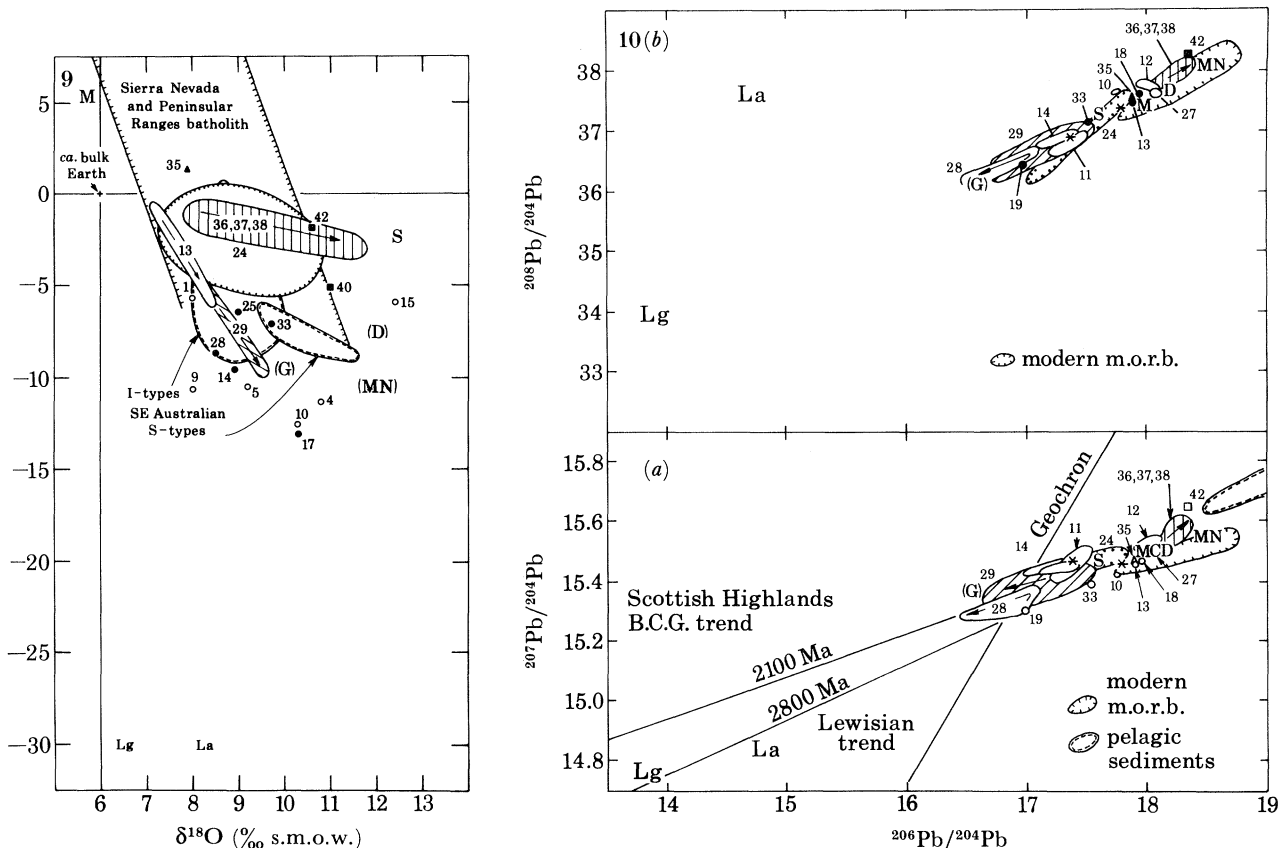 9
M
Sierra Nevada
and Peninsular
Ranges batholith
ca. bulk
Earth
35
36,37,38
42
S
24
13
1
40
15
25
33
29
28
(D)
14
(G)
(MN)
9
5
4
I-types
SE Australian
S-types
10
17
Lg
La
5
0
−5
−10
−15
−20
−25
−30
6
7
8
9
10
11
12
13
δ¹⁸O (‰ s.m.o.w.)
10(b)
36,37,38
42
18
12
MN
35
10
D
M
33
S
27
14
24
13
29
11
28
(G)
19
La
Lg
modern m.o.r.b.
38
37
36
35
34
33
²⁰⁸Pb/²⁰⁴Pb
(a)
Geochron
36,37,38
42
12
11
35
14
24
MN
S
MCD
29
(G)
10
27
33
13
18
28
19
Scottish Highlands
B.C.G. trend
2100 Ma
2800 Ma
Lewisian
trend
La
Lg
modern
m.o.r.b.
pelagic
sediments
15.8
15.6
15.4
15.2
15.0
14.8
²⁰⁷Pb/²⁰⁴Pb
14
15
16
17
18
19
²⁰⁶Pb/²⁰⁴Pb